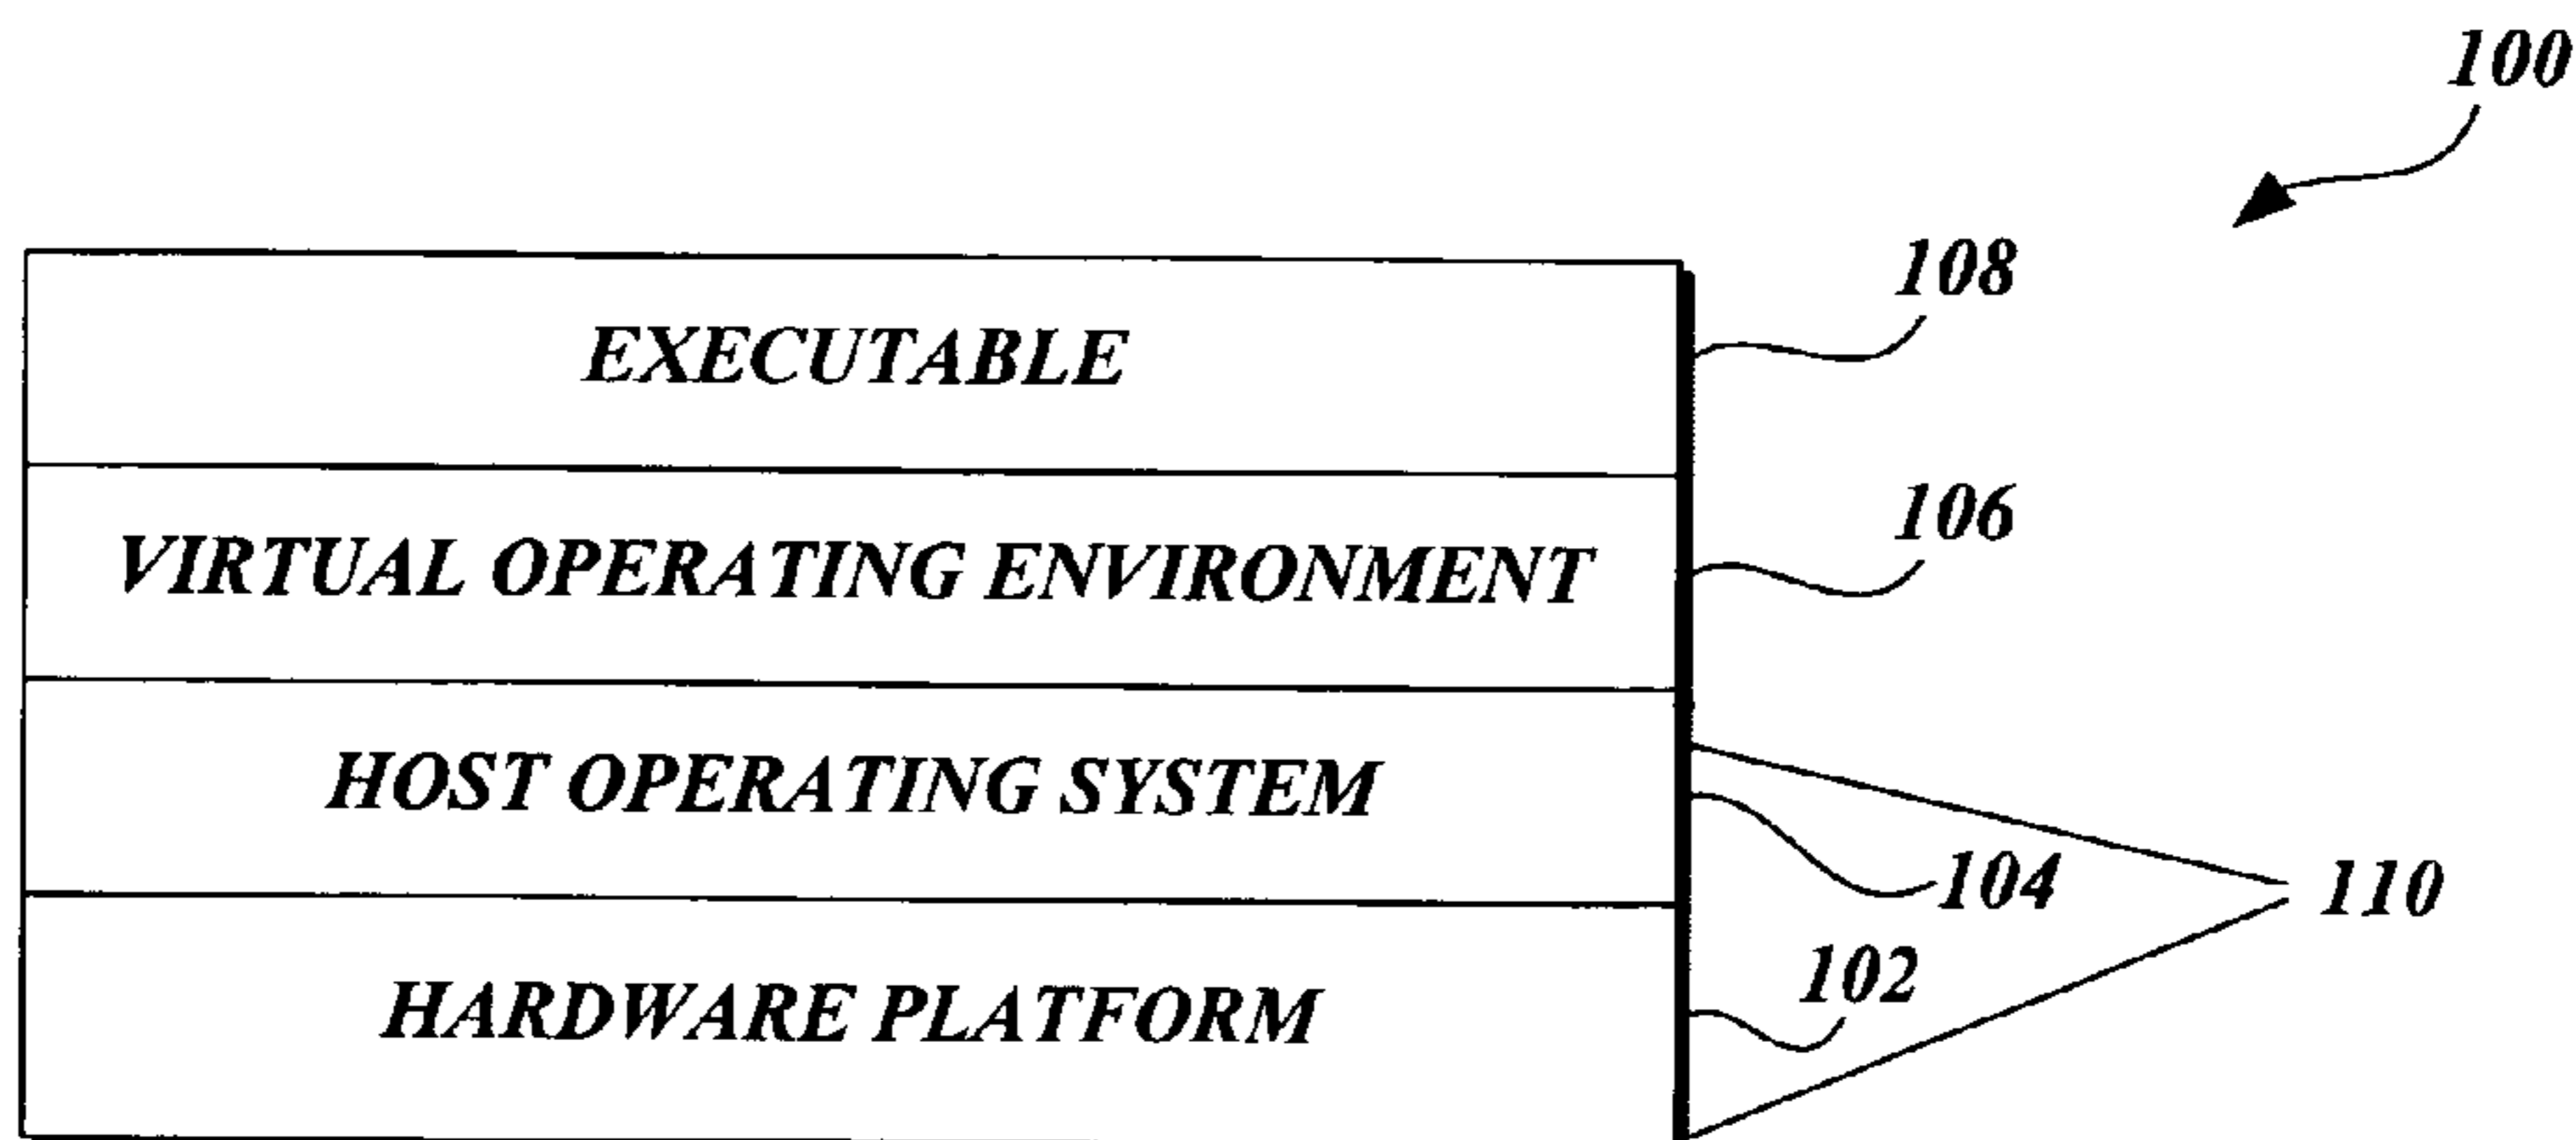 100
108
EXECUTABLE
106
VIRTUAL OPERATING ENVIRONMENT
HOST OPERATING SYSTEM
104
110
102
HARDWARE PLATFORM